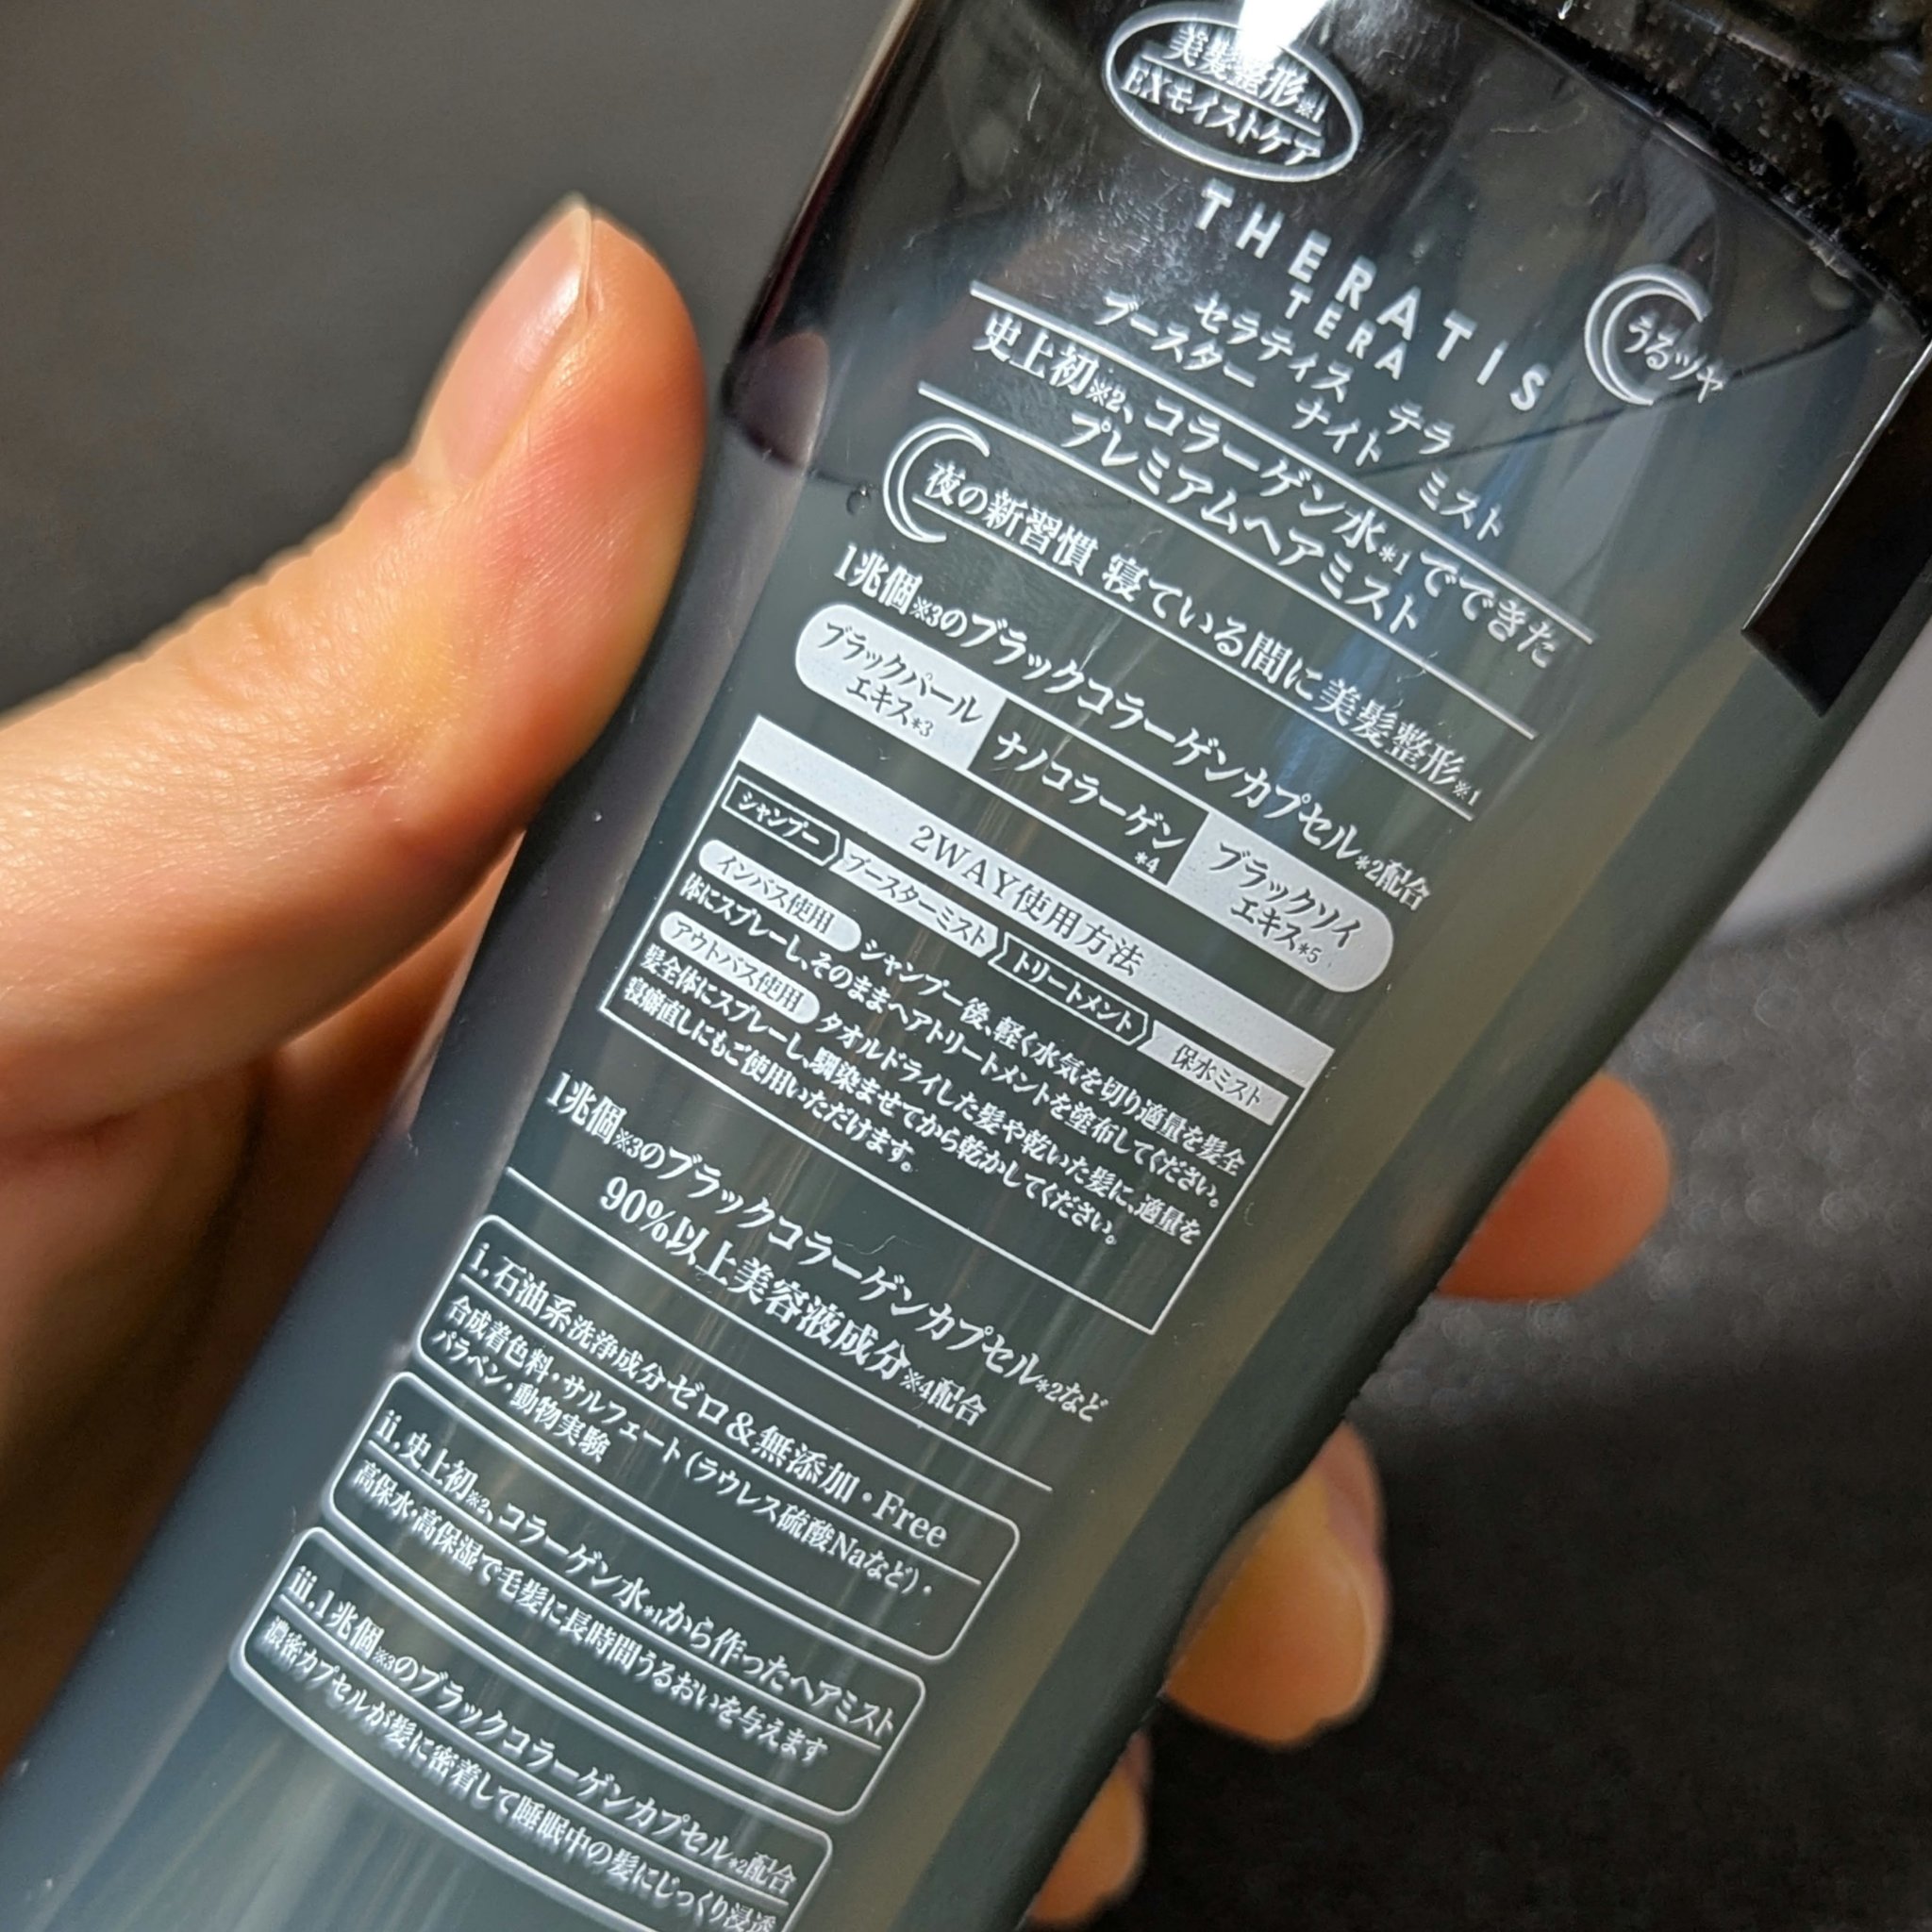 美髪整形※1
EXモイストケア
THERATIS
TERA
うるツヤ
セラティス テラ
ブースター ナイト ミスト
史上初※2、コラーゲン水*1でできた
プレミアムヘアミスト
夜の新習慣 寝ている間に美髪整形※1
1兆個※3のブラックコラーゲンカプセル*2配合
ブラックパール
エキス*3
ナノコラーゲン
*4
ブラックソイ
エキス*5
2WAY使用方法
シャンプー ブースターミスト トリートメント 保水ミスト
インバス使用 シャンプー後、軽く水気を切り適量を髪全
体にスプレーし、そのままヘアトリートメントを塗布してください。
アウトバス使用 タオルドライした髪や乾いた髪に、適量を
髪全体にスプレーし、馴染ませてから乾かしてください。
寝癖直しにもご使用いただけます。
1兆個※3のブラックコラーゲンカプセル*2など
90%以上美容液成分※4配合
i.石油系洗浄成分ゼロ&無添加・Free
合成着色料・サルフェート(ラウレス硫酸Naなど)・
パラベン・動物実験
ii.史上初※2、コラーゲン水*1から作ったヘアミスト
高保水・高保湿で毛髪に長時間うるおいを与えます
iii.1兆個※3のブラックコラーゲンカプセル*2配合
濃密カプセルが髪に密着して睡眠中の髪にじっくり浸透